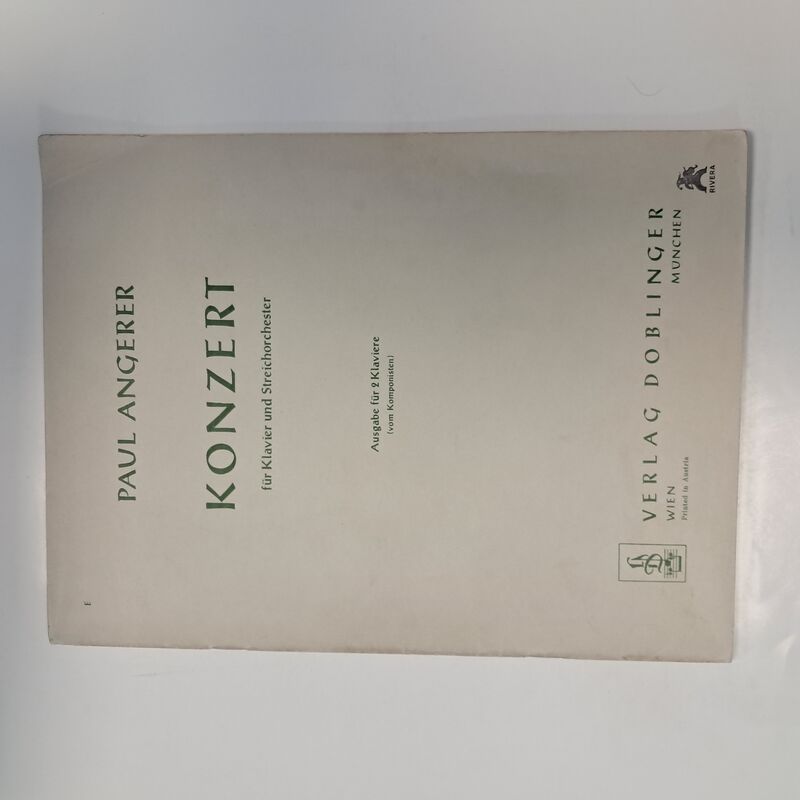 E
PAUL ANGERER
KONZERT
für Klavier und Streichorchester
Ausgabe für 2 Klaviere
(vom Komponisten)
VERLAG DOBLINGER
WIEN MÜNCHEN
Printed in Austria
RIVERA